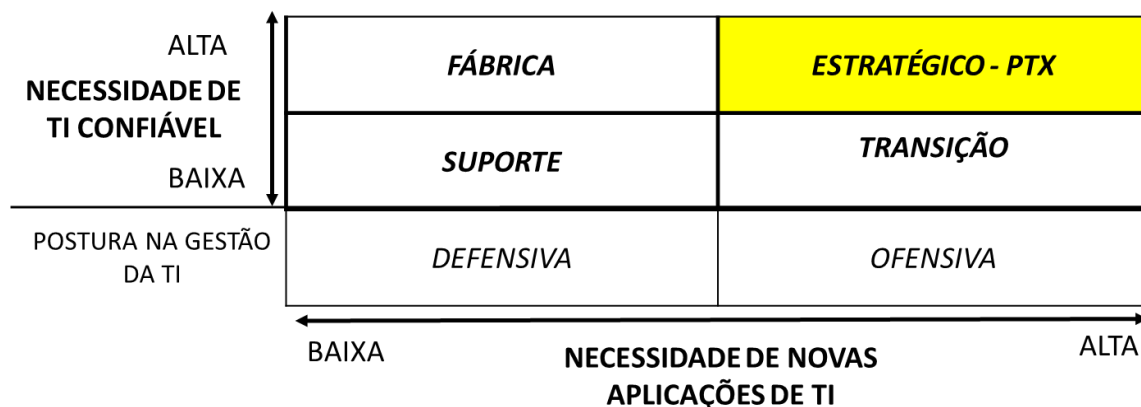 ALTA
FÁBRICA
ESTRATÉGICO - PTX
NECESSIDADE DE
TI CONFIÁVEL
SUPORTE
TRANSIÇÃO
BAIXA
POSTURA NA GESTÃO
DA TI
DEFENSIVA
OFENSIVA
BAIXA
NECESSIDADE DE NOVAS
APLICAÇÕES DE TI
ALTA